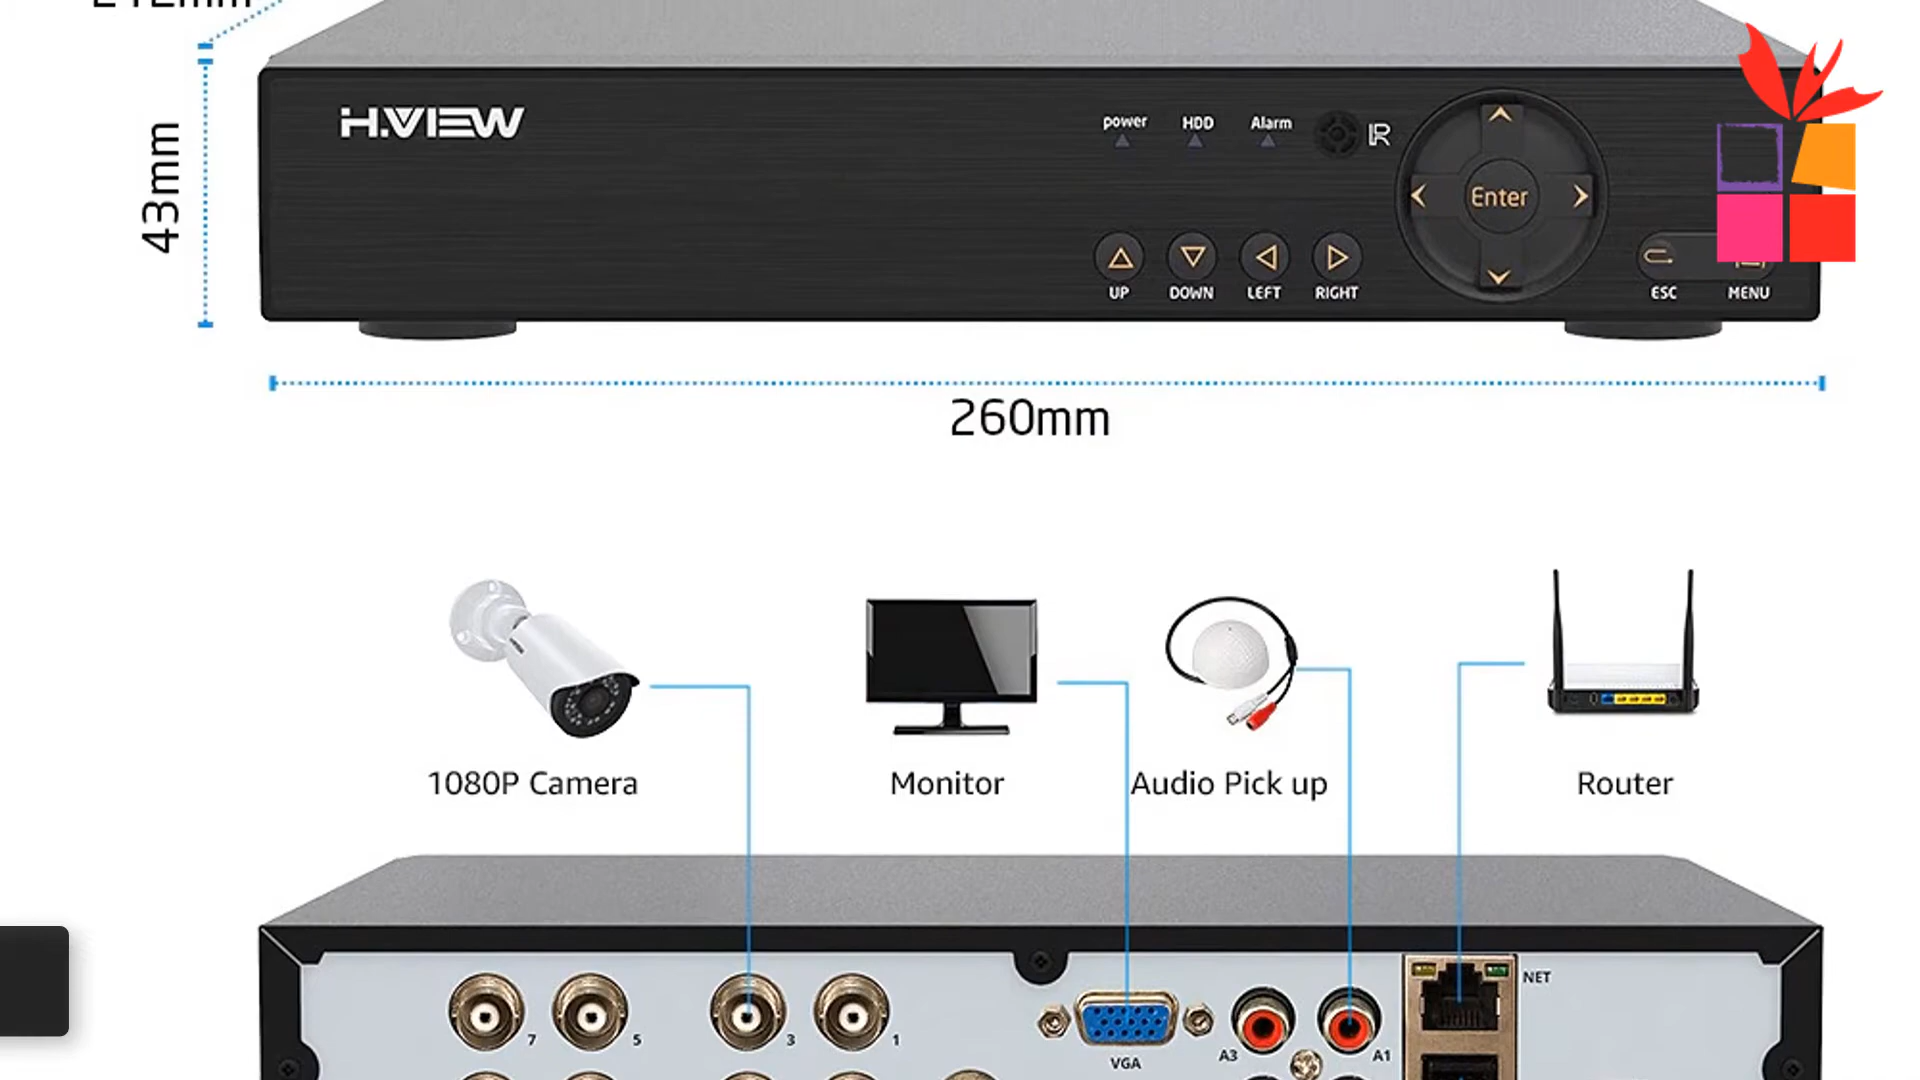 H.VIEW
power HDD Alarm IR
43mm
Enter
UP DOWN LEFT RIGHT ESC MENU
260mm
1080P Camera Monitor Audio Pick up Router
NET
7 5 3 1 VGA A3 A1